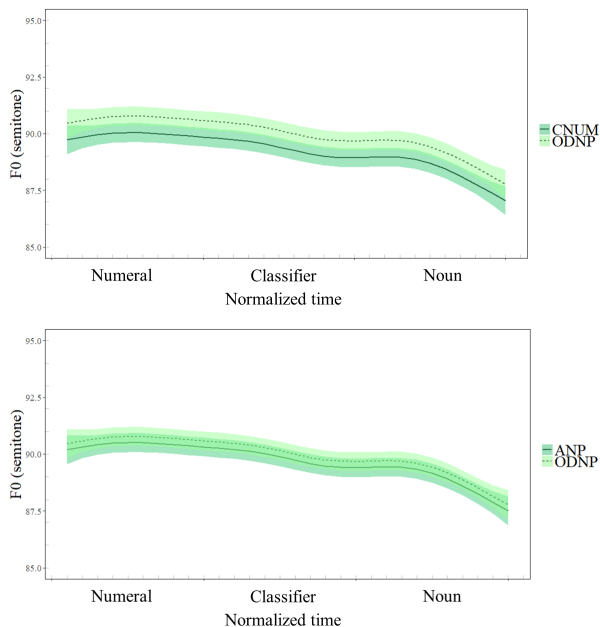 95.0
92.5
90.0
87.5
85.0
F0 (semitone)
CNUM
ODNP
Numeral Classifier Noun
Normalized time
95.0
92.5
90.0
87.5
85.0
F0 (semitone)
ANP
ODNP
Numeral Classifier Noun
Normalized time